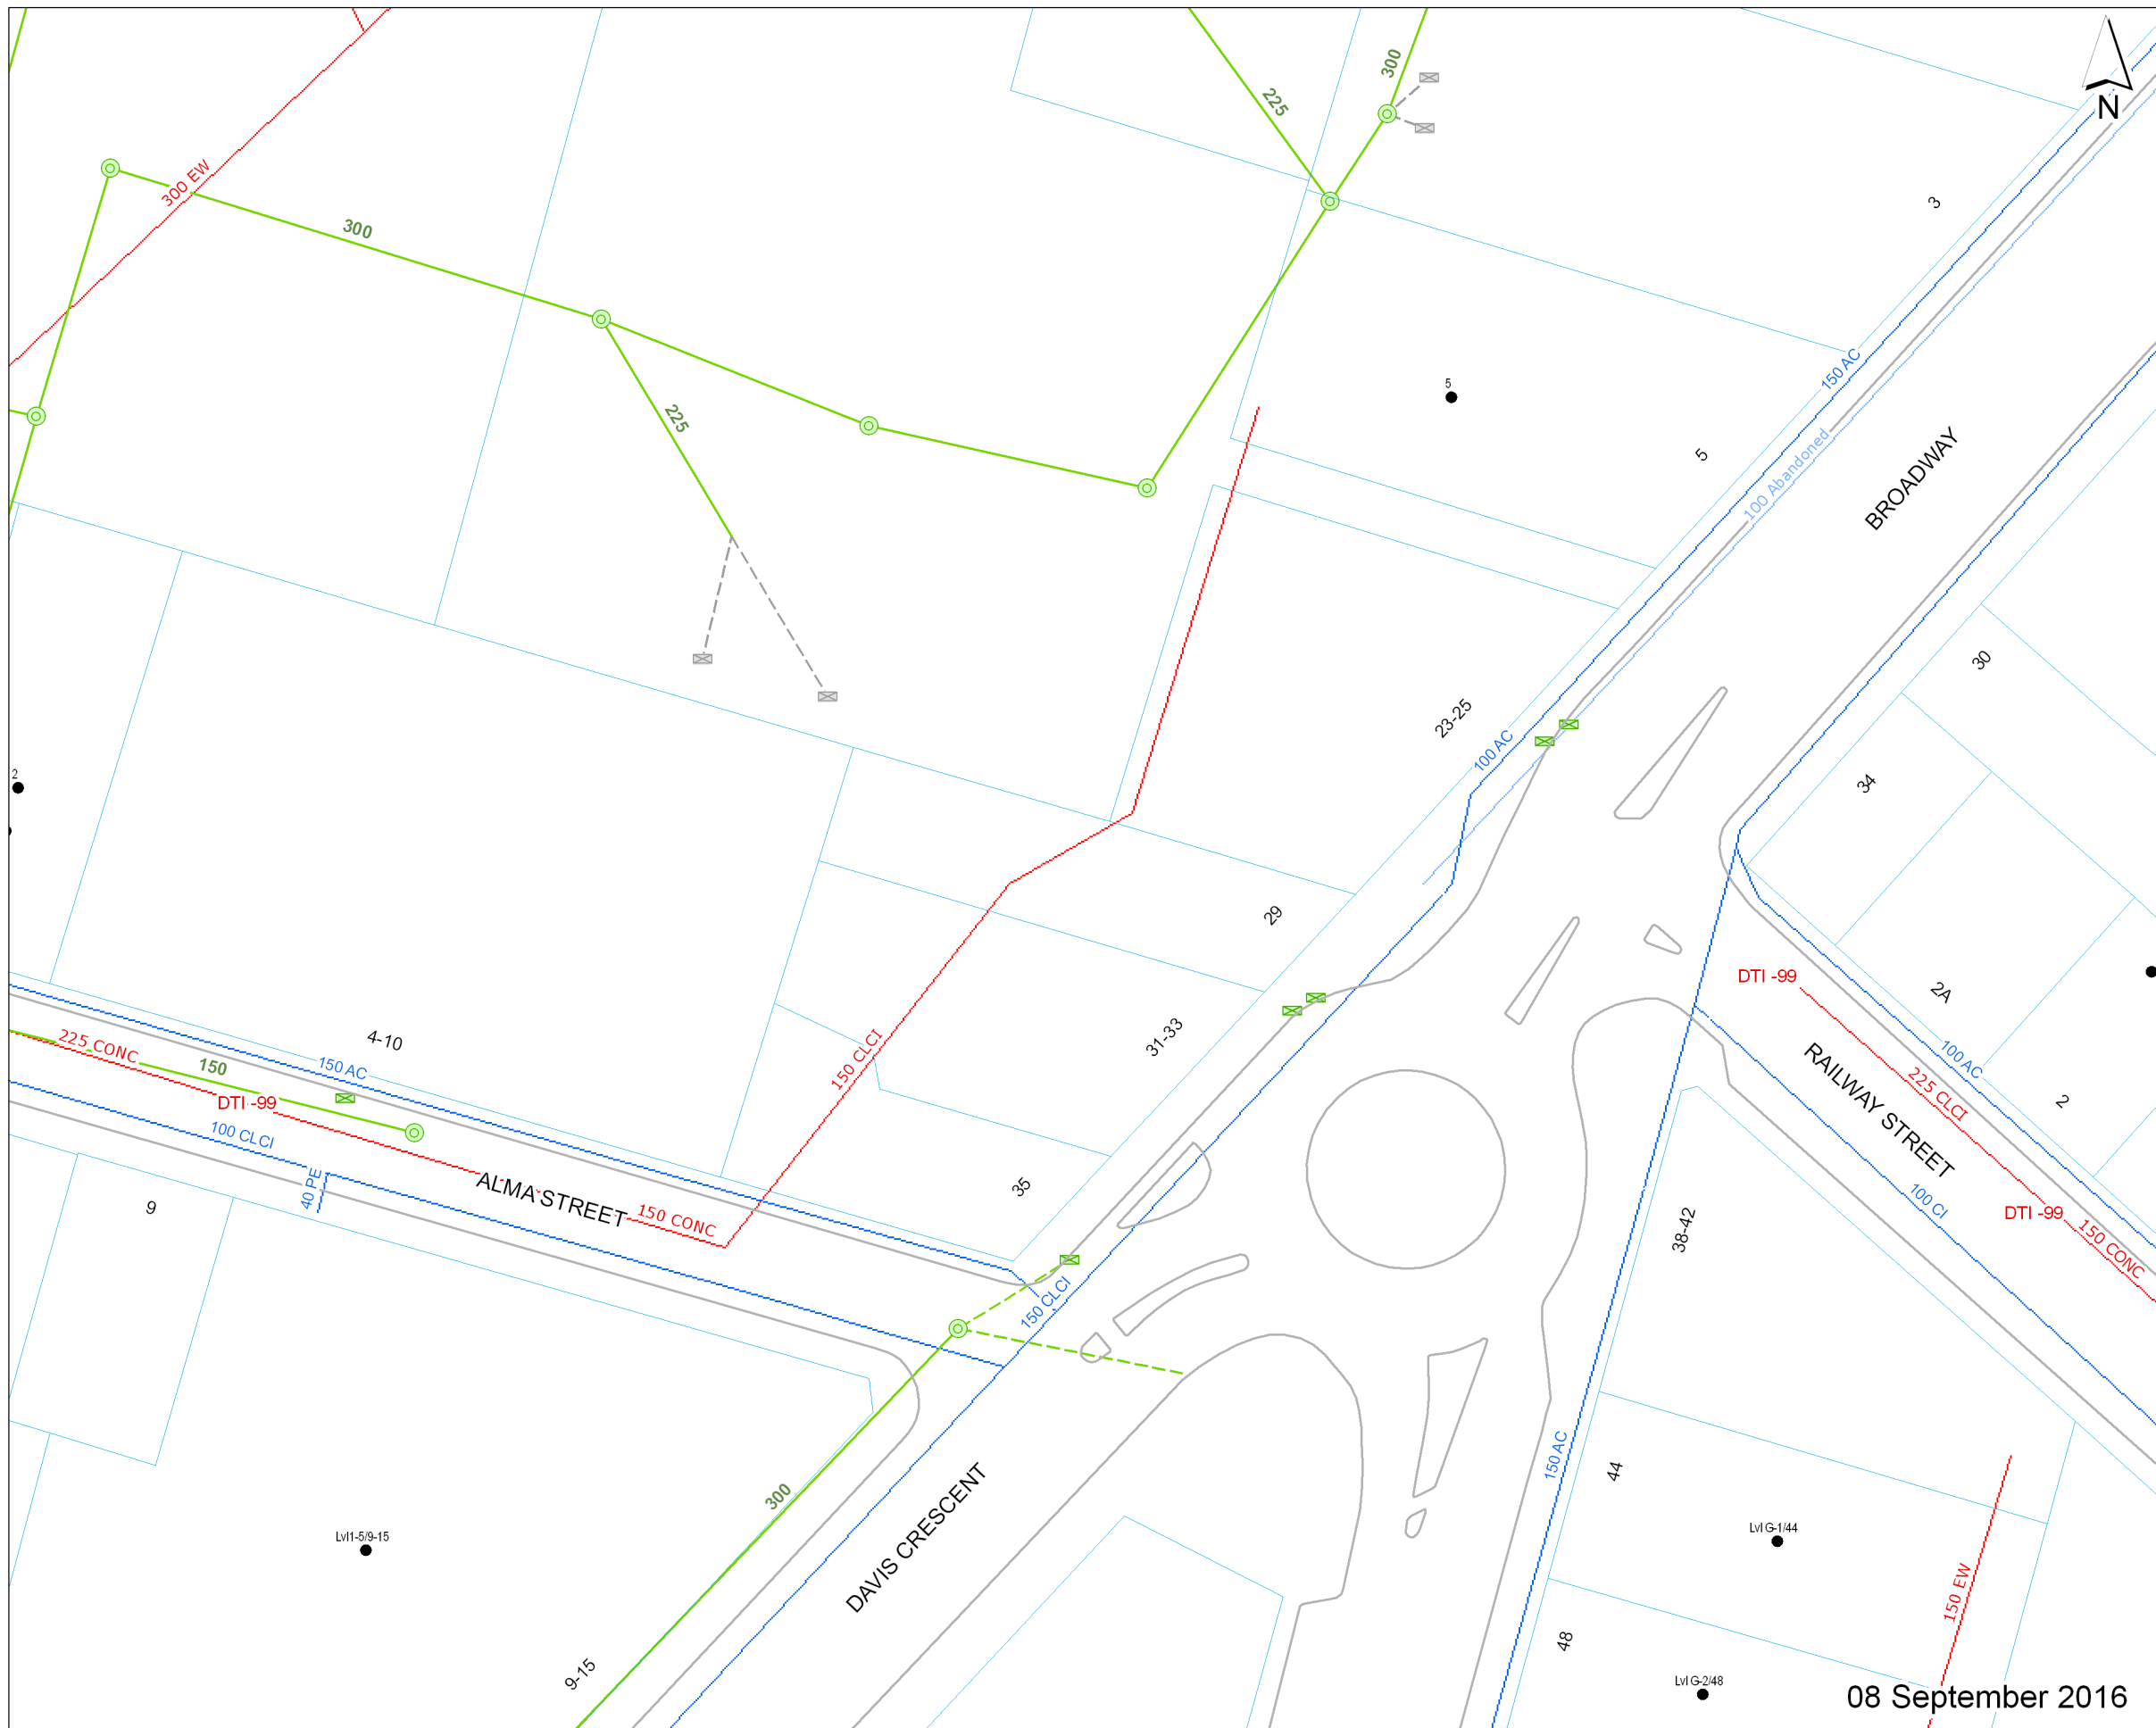 N
300
225
300 EW
300
3
225
150 AC
5
5
100 Abandoned
BROADWAY
30
23-25
100 AC
2
34
29
DTI -99
2A
4-10
225 CONC
150
150 AC
150 CLCI
31-33
RAILWAY STREET
100 AC
225 CLCI
2
DTI -99
100 CLCI
40 PE
ALMA STREET
150 CONC
35
9
38-42
100 CI
DTI -99
150 CONC
150 CLCI
300
DAVIS CRESCENT
150 AC
44
Lvl1-5/9-15
Lvl G-1/44
150 EW
9-15
48
Lvl G-2/48
08 September 2016